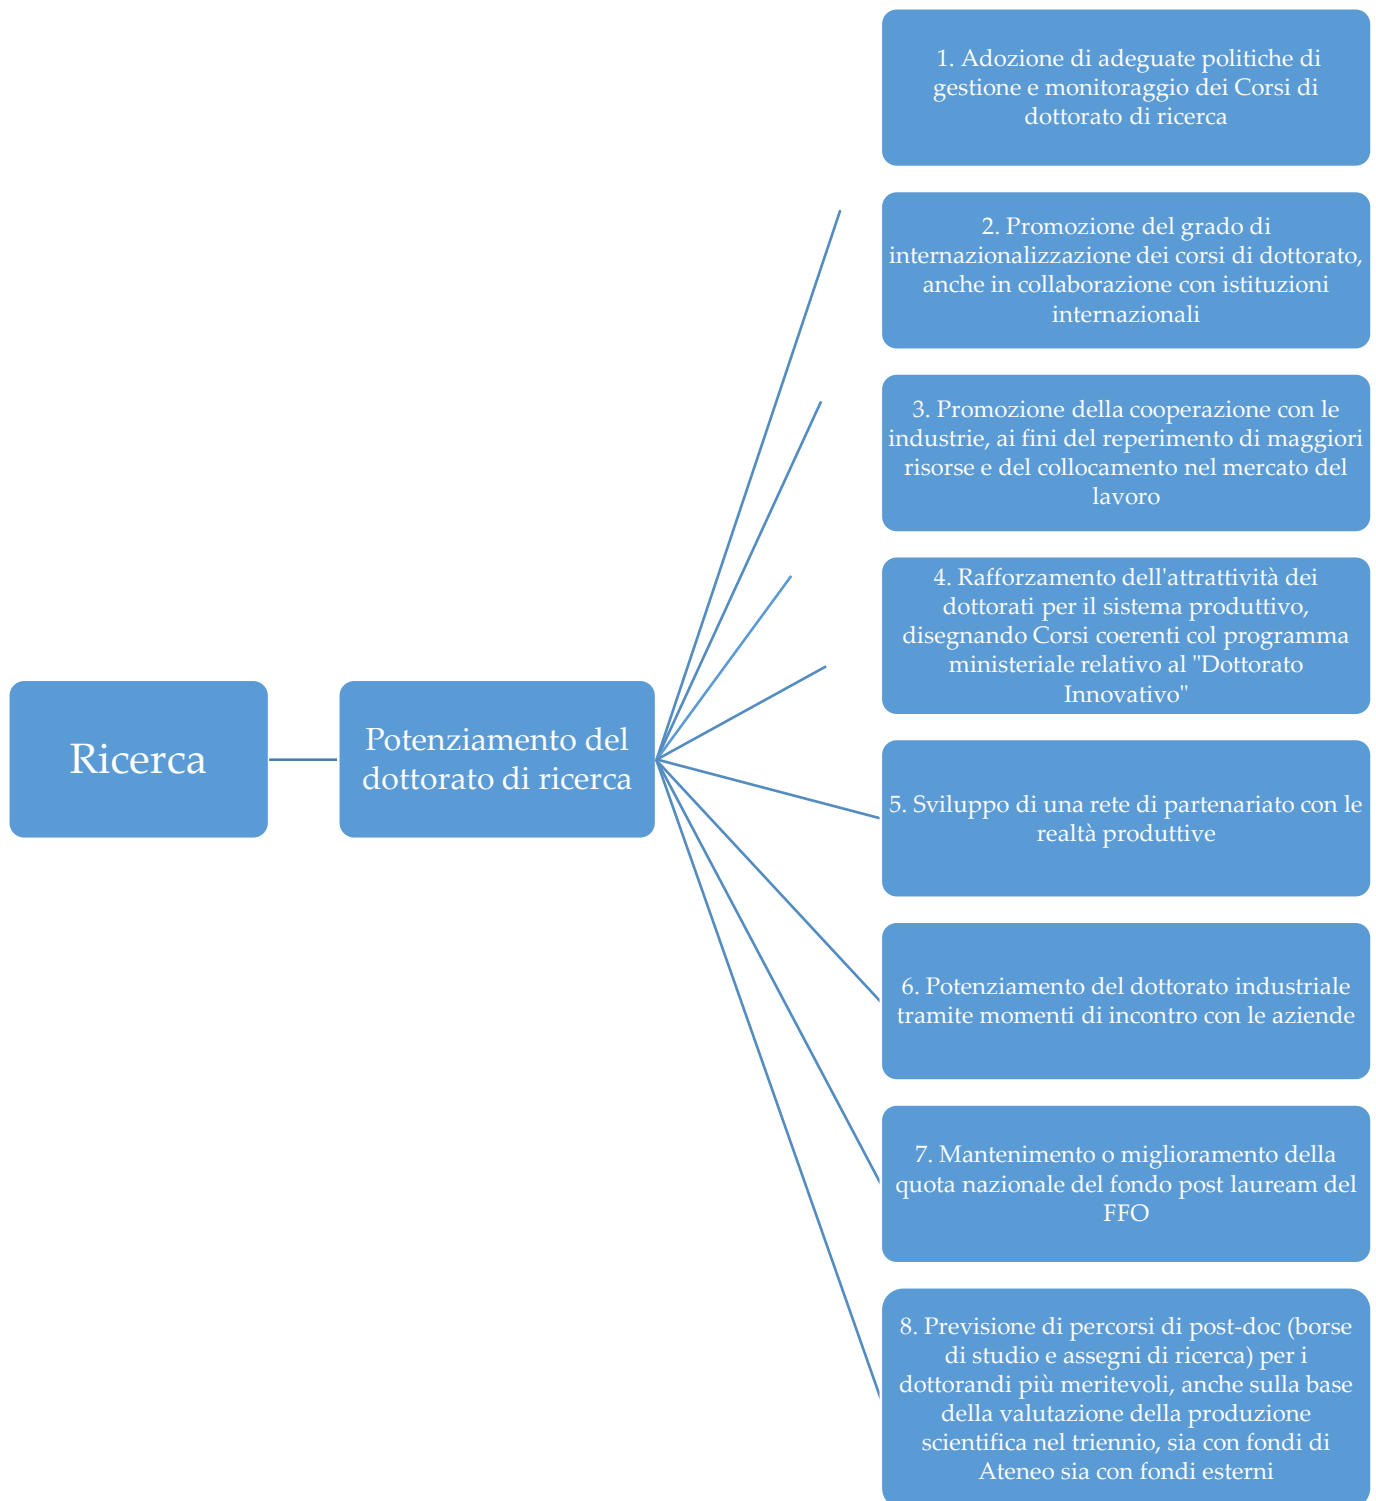 Ricerca
Potenziamento del
dottorato di ricerca
1. Adozione di adeguate politiche di
gestione e monitoraggio dei Corsi di
dottorato di ricerca
2. Promozione del grado di
internazionalizzazione dei corsi di dottorato,
anche in collaborazione con istituzioni
internazionali
3. Promozione della cooperazione con le
industrie, ai fini del reperimento di maggiori
risorse e del collocamento nel mercato del
lavoro
4. Rafforzamento dell'attrattività dei
dottorati per il sistema produttivo,
disegnando Corsi coerenti col programma
ministeriale relativo al "Dottorato
Innovativo"
5. Sviluppo di una rete di partenariato con le
realtà produttive
6. Potenziamento del dottorato industriale
tramite momenti di incontro con le aziende
7. Mantenimento o miglioramento della
quota nazionale del fondo post lauream del
FFO
8. Previsione di percorsi di post-doc (borse
di studio e assegni di ricerca) per i
dottorandi più meritevoli, anche sulla base
della valutazione della produzione
scientifica nel triennio, sia con fondi di
Ateneo sia con fondi esterni